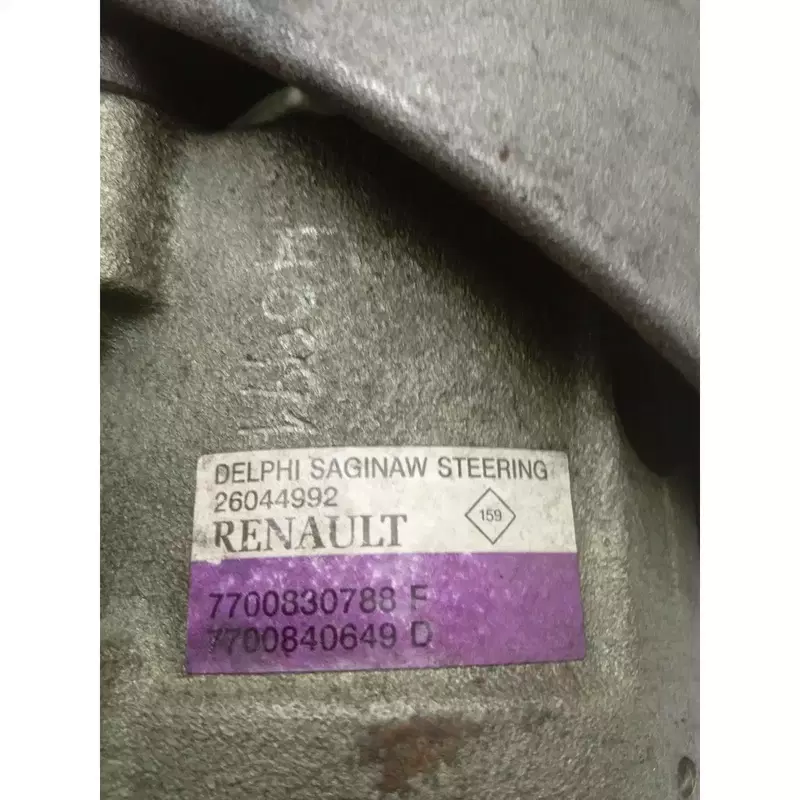 DELPHI SAGINAW STEERING
26044992
RENAULT
159
7700830788 F
7700840649 D